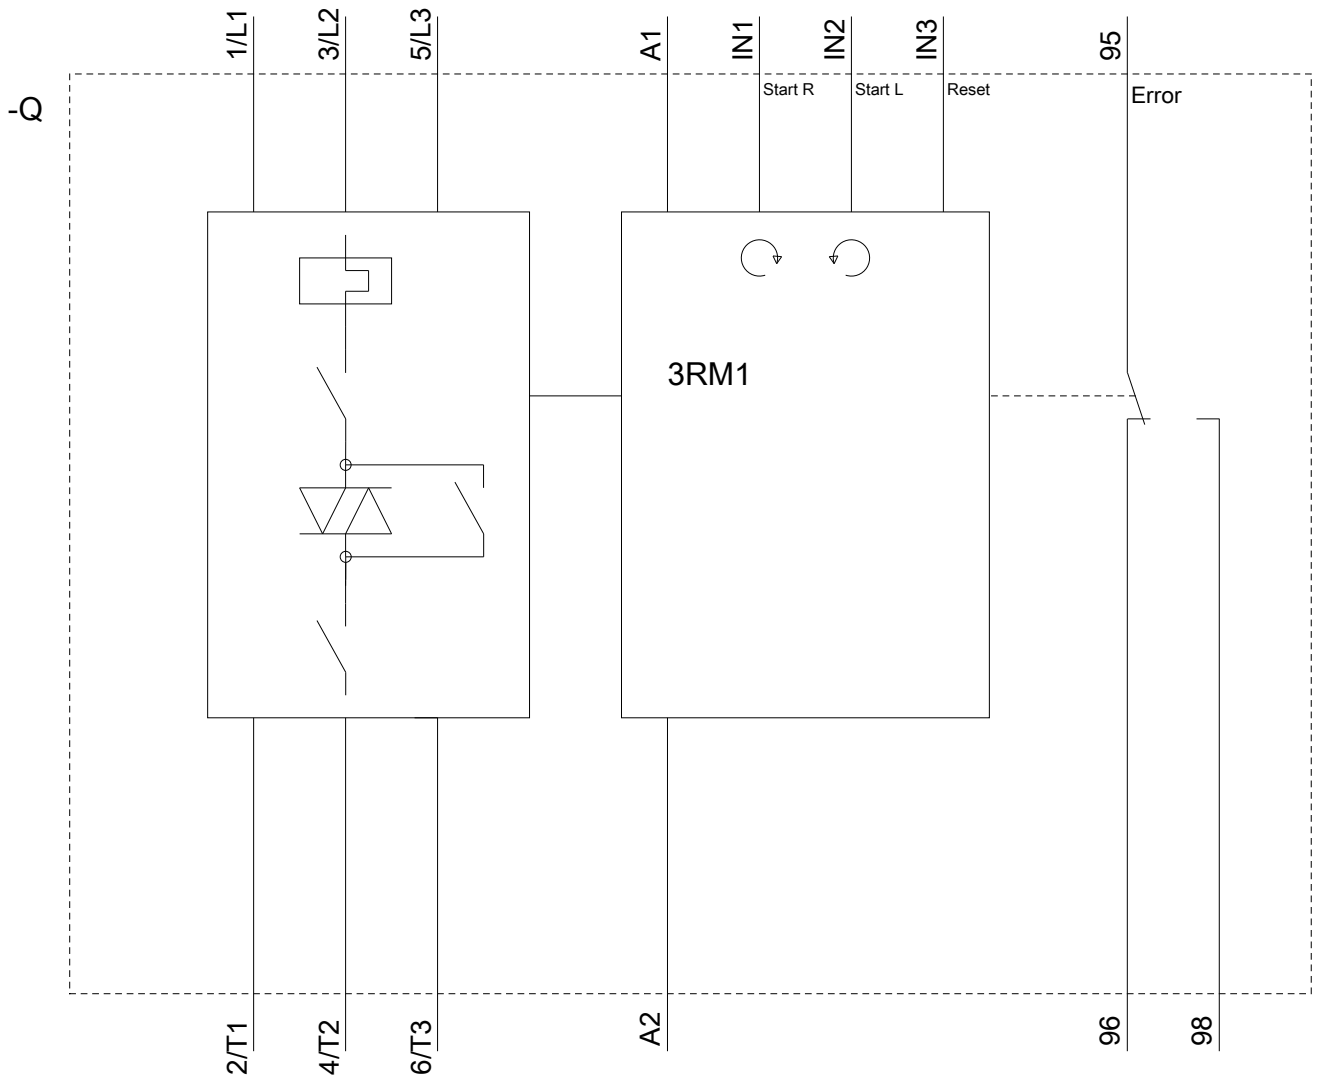 1/L1
3/L2
5/L3
A1
IN1
IN2
IN3
95
-Q
Start R
Start L
Reset
Error
3RM1
2/T1
4/T2
6/T3
A2
96
98